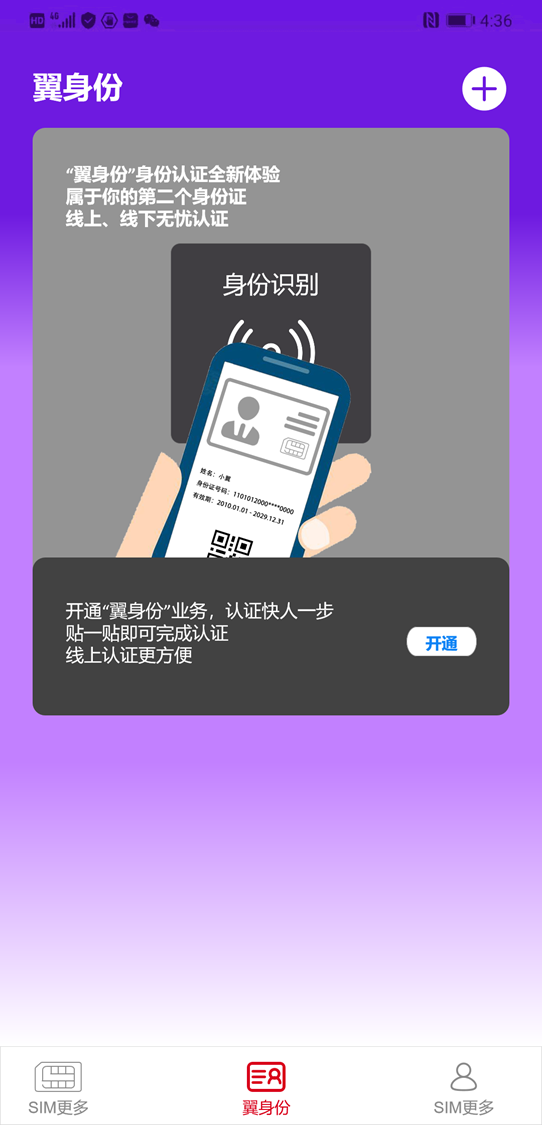 HD 4G 4:36
翼身份
“翼身份”身份认证全新体验
属于你的第二个身份证
线上、线下无忧认证
身份识别
姓名：小翼
身份证号码：1101012000****0000
有效期：2010.01.01 - 2029.12.31
开通“翼身份”业务，认证快人一步
贴一贴即可完成认证
线上认证更方便
开通
SIM更多
翼身份
SIM更多